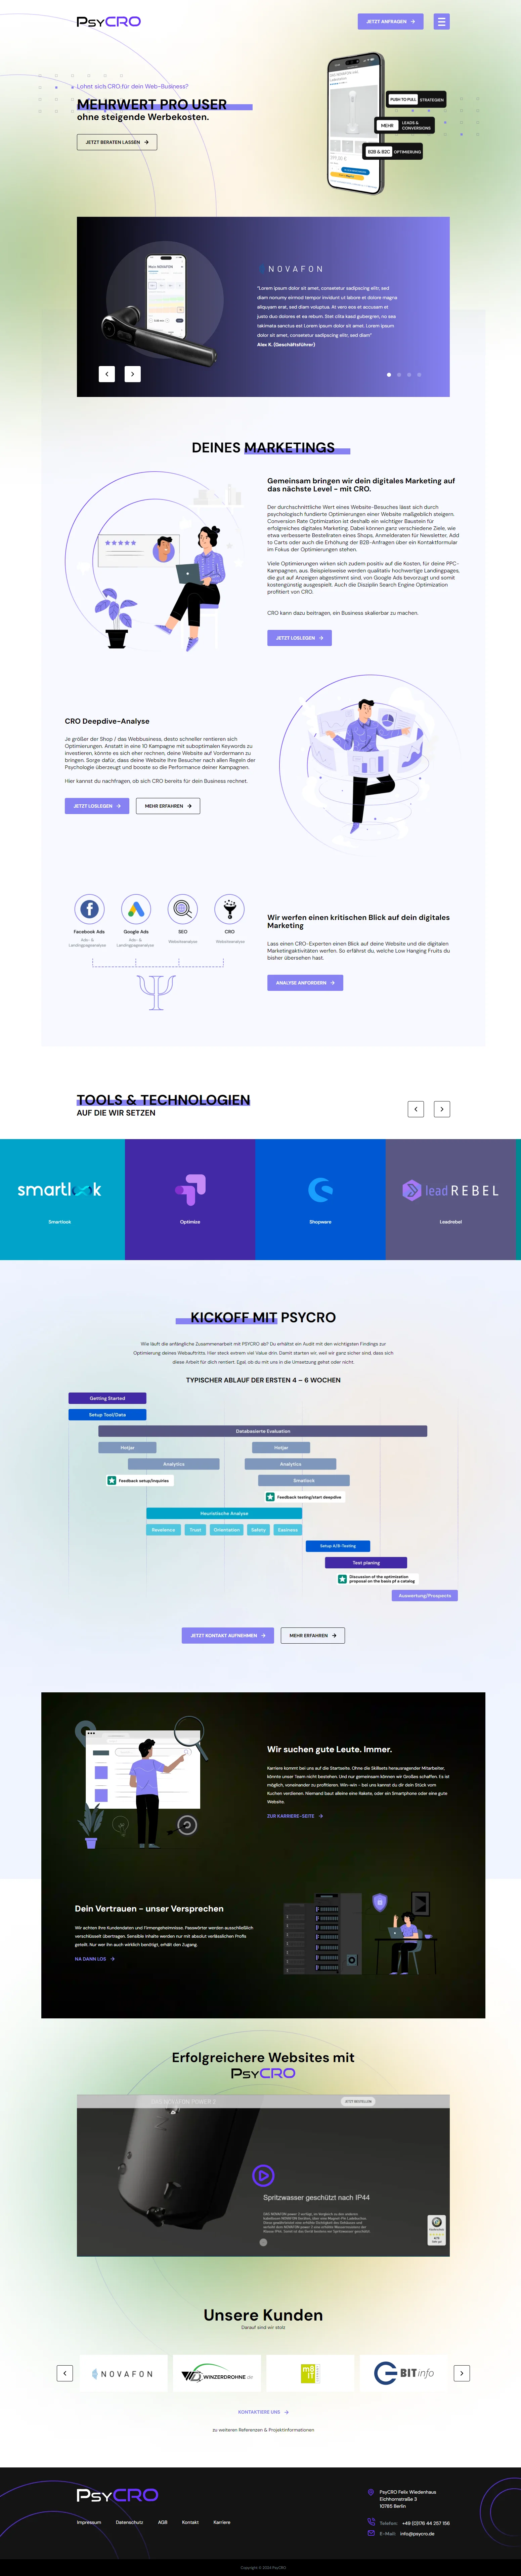 PsyCRO
JETZT ANFRAGEN
Lohnt sich CRO für dein Web-Business?
MEHRWERT PRO USER
ohne steigende Werbekosten.
JETZT BERATEN LASSEN
PUSH TO PULL STRATEGIEN
MEHR LEADS &
CONVERSIONS
B2B & B2C OPTIMIERUNG
NOVAFON
"Lorem ipsum dolor sit amet, consetetur sadipscing elitr, sed
diam nonumy eirmod tempor invidunt ut labore et dolore magna
aliquyam erat, sed diam voluptua. At vero eos et accusam et
justo duo dolores et ea rebum. Stet clita kasd gubergren, no sea
takimata sanctus est Lorem ipsum dolor sit amet. Lorem ipsum
dolor sit amet, consetetur sadipscing elitr, sed diam"
Alex K. (Geschäftsführer)
DEINES MARKETINGS
Gemeinsam bringen wir dein digitales Marketing auf
das nächste Level - mit CRO.
Der durchschnittliche Wert eines Website-Besuches lässt sich durch
psychologisch fundierte Optimierungen einer Website maßgeblich steigern.
Conversion Rate Optimization ist deshalb ein wichtiger Baustein für
erfolgreiches digitales Marketing. Dabei können ganz verschiedene Ziele, wie
etwa verbesserte Bestellraten eines Shops, Anmelderaten für Newsletter, Add
to Carts oder auch die Erhöhung der B2B-Anfragen über ein Kontaktformular
im Fokus der Optimierungen stehen.
Viele Optimierungen wirken sich zudem positiv auf die Kosten, für deine PPC-
Kampagnen, aus. Beispielsweise werden qualitativ hochwertige Landingpages,
die gut auf Anzeigen abgestimmt sind, von Google Ads bevorzugt und somit
kostengünstig ausgespielt. Auch die Disziplin Search Engine Optimization
profitiert von CRO.
CRO kann dazu beitragen, ein Business skalierbar zu machen.
JETZT LOSLEGEN
CRO Deepdive-Analyse
Je größer der Shop / das Webbusiness, desto schneller rentieren sich
Optimierungen. Anstatt in eine 10 Kampagne mit suboptimalen Keywords zu
investieren, könnte es sich eher rechnen, deine Website auf Vordermann zu
bringen. Sorge dafür, dass deine Website Ihre Besucher nach allen Regeln der
Psychologie überzeugt und booste so die Performance deiner Kampagnen.
Hier kannst du nachfragen, ob sich CRO bereits für dein Business rechnet.
JETZT LOSLEGEN
MEHR ERFAHREN
Facebook Ads
Google Ads
SEO
CRO
Ads- &
Landingpageanalyse
Ads- &
Landingpageanalyse
Websiteanalyse
Websiteanalyse
Wir werfen einen kritischen Blick auf dein digitales
Marketing
Lass einen CRO-Experten einen Blick auf deine Website und die digitalen
Marketingaktivitäten werfen. So erfährst du, welche Low Hanging Fruits du
bisher übersehen hast.
ANALYSE ANFORDERN
TOOLS & TECHNOLOGIEN
AUF DIE WIR SETZEN
smartlook
leadREBEL
Smartlook
Optimize
Shopware
Leadrebel
KICKOFF MIT PSYCRO
Wie läuft die anfängliche Zusammenarbeit mit PSYCRO ab? Du erhältst ein Audit mit den wichtigsten Findings zur
Optimierung deines Webauftritts. Hier steckt extrem viel Value drin. Damit starten wir, weil wir ganz sicher sind, dass sich
diese Arbeit für dich rentiert. Egal, ob du mit uns in die Umsetzung gehst oder nicht.
TYPISCHER ABLAUF DER ERSTEN 4 – 6 WOCHEN
Getting Started
Setup Tool/Data
Databasierte Evaluation
Hotjar
Hotjar
Analytics
Analytics
Feedback setup/inquiries
Smatlook
Feedback testing/start deepdive
Heuristische Analyse
Resellency
Trust
Orientation
Safety
Easiness
Setup A/B-Testing
Test planing
Discussion of the optimisation
proposal on the basis pf a catalog
Auswertung/Prospects
JETZT KONTAKT AUFNEHMEN
MEHR ERFAHREN
Wir suchen gute Leute. Immer.
Karriere kommt bei uns auf die Startseite. Ohne die Skillsets herausragender Mitarbeiter,
könnte unser Team nicht bestehen. Und nur gemeinsam können wir Großes schaffen. Es ist
möglich, voneinander zu profitieren. Win-win - bei uns kannst du dir dein Stück vom
Kuchen verdienen. Niemand baut alleine eine Rakete, oder ein Smartphone oder eine gute
Website.
ZUR KARRIERE-SEITE
Dein Vertrauen - unser Versprechen
Wir achten Ihre Kundendaten und Firmengeheimnisse. Passwörter werden ausschließlich
verschlüsselt übertragen. Sensible Inhalte werden nur mit absolut verlässlichen Profis
geteilt. Nur wer Ihn auch wirklich benötigt, erhält den Zugang.
NA DANN LOS
Erfolgreichere Websites mit
PsyCRO
JETZT BESTELLEN
Spritzwasser geschützt nach IP44
Unsere Kunden
Darauf sind wir stolz
NOVAFON
WINZERDROHNE.de
BITinfo
KONTAKTIERE UNS
zu weiteren Referenzen & Projektinformationen
PsyCRO
PsyCRO Felix Wiedenhaus
Eichhornstraße 3
10785 Berlin
Impressum
Datenschutz
AGB
Kontakt
Karriere
Telefon: +49 (0)176 44 257 156
E-Mail: info@psycro.de
Copyright © 2024 PsyCRO